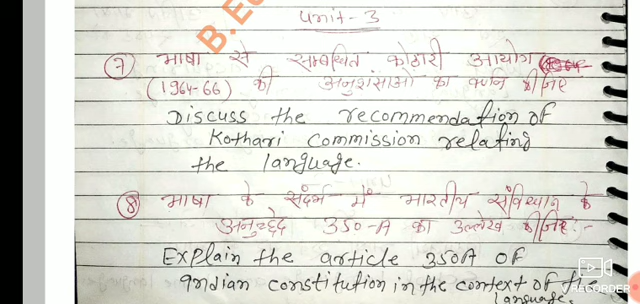 Unit - 3
B.E
⑦ भाषा से सम्बंधित कोठारी आयोग
(1964-66) की अनुशंसाओं का वर्णन कीजिए
Discuss the recommendation of
Kothari Commission relating
the language.
⑧ भाषा के संदर्भ में भारतीय संविधान के
अनुच्छेद 350-A का उल्लेख कीजिए :-
Explain the article 350A of
Indian constitution in the context of
language
RECORDER